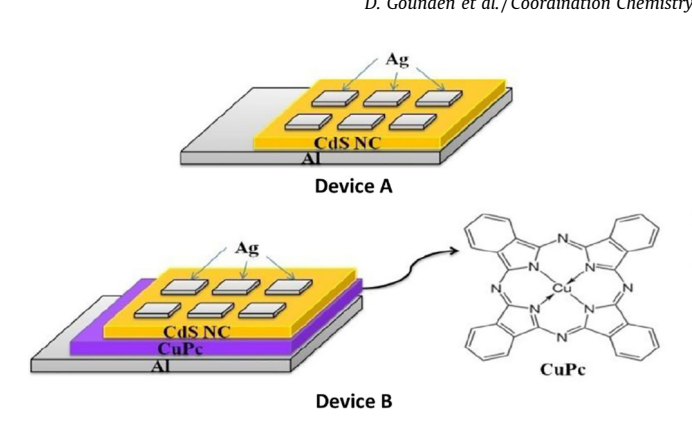 D. Gounden et al. / Coordination Chemistry
Ag
CdS NC
Al
Device A
Ag
CdS NC
CuPc
Al
Device B
N
N
N
N
Cu
N
N
N
N
CuPc